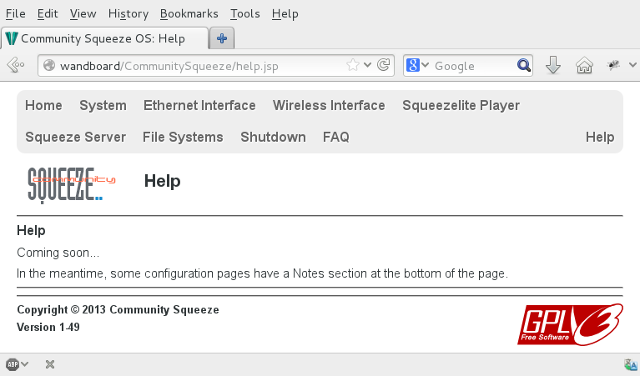 File Edit View History Bookmarks Tools Help
Community Squeeze OS: Help
wandboard/CommunitySqueeze/help.jsp
Google
Home System Ethernet Interface Wireless Interface Squeezelite Player
Squeeze Server File Systems Shutdown FAQ Help
SQUEEZE..
community
Help
Help
Coming soon...
In the meantime, some configuration pages have a Notes section at the bottom of the page.
Copyright © 2013 Community Squeeze
Version 1-49
GPL v3
Free Software
ABP